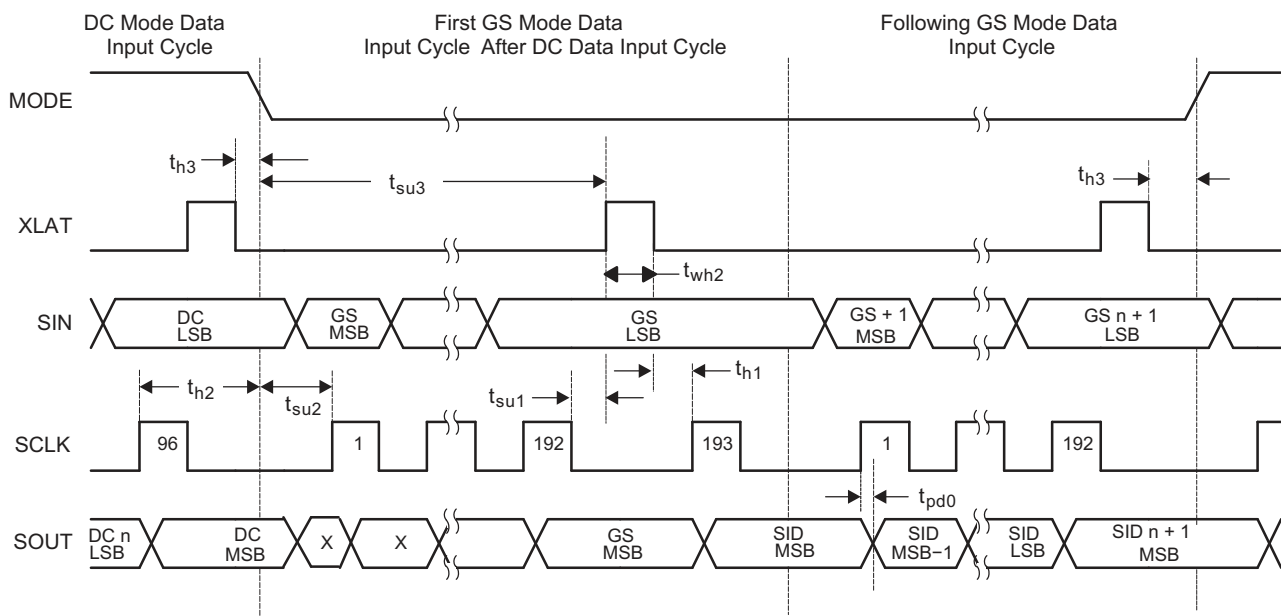 DC Mode Data
Input Cycle
First GS Mode Data
Input Cycle After DC Data Input Cycle
Following GS Mode Data
Input Cycle
MODE
th3
tsu3
th3
XLAT
twh2
SIN
DC
LSB
GS
MSB
GS
LSB
GS + 1
MSB
GS n + 1
LSB
th2
tsu2
tsu1
th1
SCLK
96
1
192
193
1
192
tpd0
SOUT
DC n
LSB
DC
MSB
X
X
GS
MSB
SID
MSB
SID
MSB−1
SID
LSB
SID n + 1
MSB